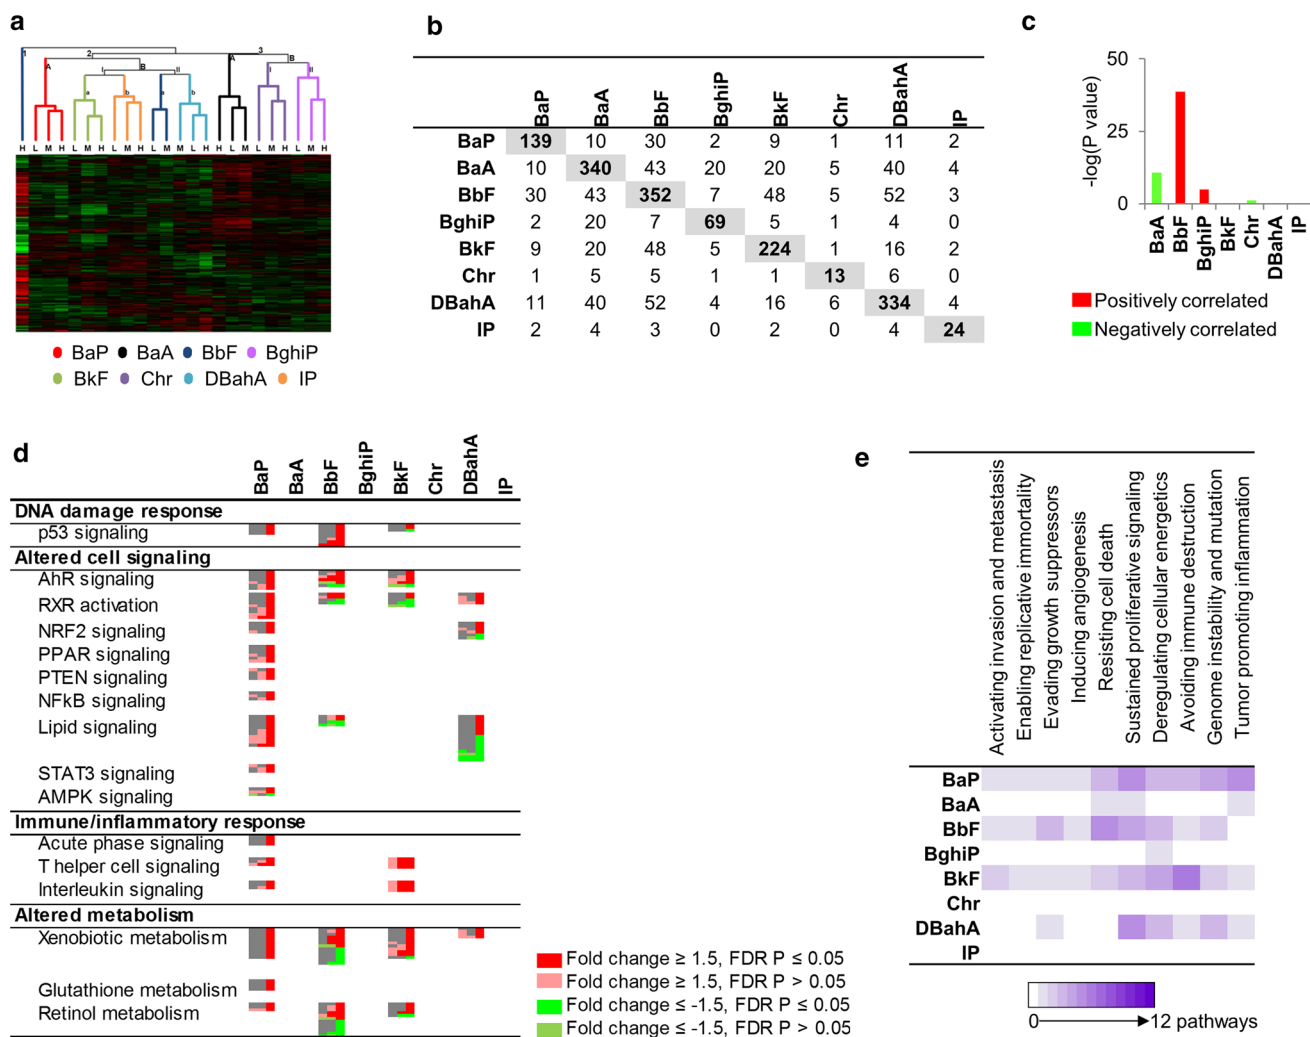 a
1
2
3
A
B
A
B
I
II
I
II
a
b
a
b
H L M H L M H L M H L M L M H L M H L M H L M H
BaP BaA BbF BghiP
BkF Chr DBahA IP
b
BaP BaA BbF BghiP BkF Chr DBahA IP
BaP 139 10 30 2 9 1 11 2
BaA 10 340 43 20 20 5 40 4
BbF 30 43 352 7 48 5 52 3
BghiP 2 20 7 69 5 1 4 0
BkF 9 20 48 5 224 1 16 2
Chr 1 5 5 1 1 13 6 0
DBahA 11 40 52 4 16 6 334 4
IP 2 4 3 0 2 0 4 24
c
-log(P value)
50
25
0
BaA BbF BghiP BkF Chr DBahA IP
Positively correlated
Negatively correlated
d
BaP BaA BbF BghiP BkF Chr DBahA IP
DNA damage response
p53 signaling
Altered cell signaling
AhR signaling
RXR activation
NRF2 signaling
PPAR signaling
PTEN signaling
NFkB signaling
Lipid signaling
STAT3 signaling
AMPK signaling
Immune/inflammatory response
Acute phase signaling
T helper cell signaling
Interleukin signaling
Altered metabolism
Xenobiotic metabolism
Glutathione metabolism
Retinol metabolism
Fold change ≥ 1.5, FDR P ≤ 0.05
Fold change ≥ 1.5, FDR P > 0.05
Fold change ≤ -1.5, FDR P ≤ 0.05
Fold change ≤ -1.5, FDR P > 0.05
e
Activating invasion and metastasis
Enabling replicative immortality
Evading growth suppressors
Inducing angiogenesis
Resisting cell death
Sustained proliferative signaling
Deregulating cellular energetics
Avoiding immune destruction
Genome instability and mutation
Tumor promoting inflammation
BaP
BaA
BbF
BghiP
BkF
Chr
DBahA
IP
0 12 pathways